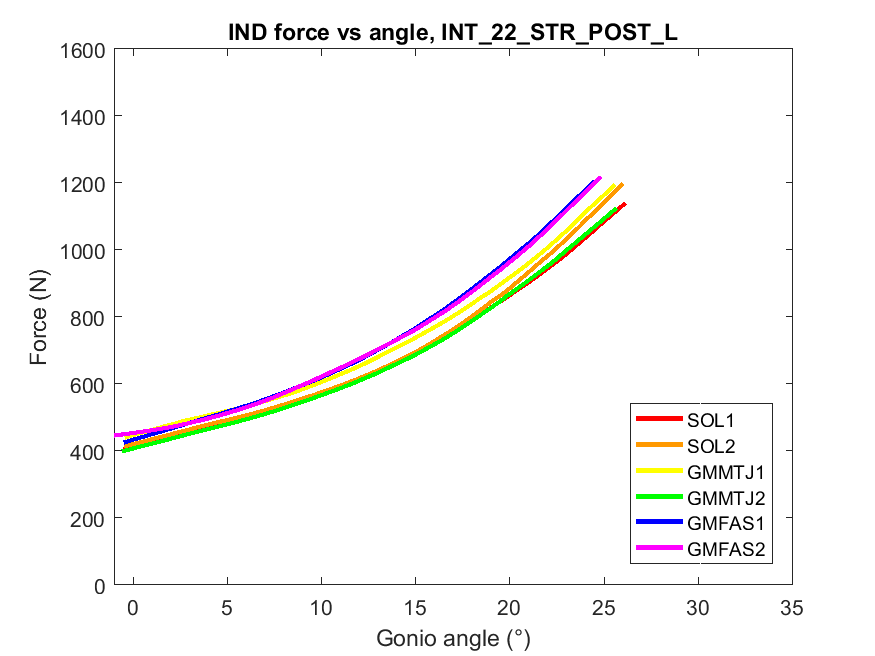 IND force vs angle, INT_22_STR_POST_L
1600
1400
1200
1000
800
600
400
200
0
Force (N)
0 5 10 15 20 25 30 35
Gonio angle (°)
SOL1
SOL2
GMMTJ1
GMMTJ2
GMFAS1
GMFAS2